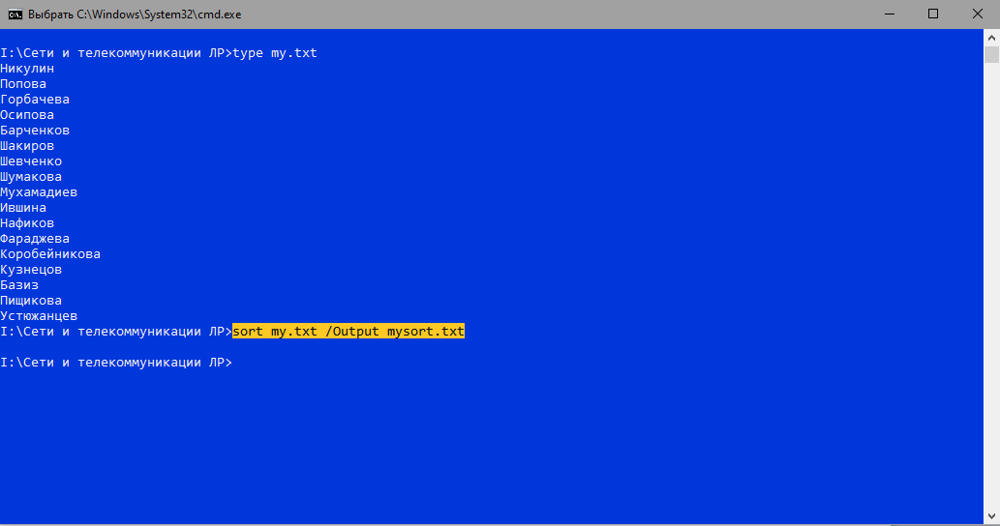 Выбрать C:\Windows\System32\cmd.exe
I:\Сети и телекоммуникации ЛР>type my.txt
Никулин
Попова
Горбачева
Осипова
Барченков
Шакиров
Шевченко
Шумакова
Мухамадиев
Ившина
Нафиков
Фараджева
Коробейникова
Кузнецов
Базиз
Пищикова
Устюжанцев
I:\Сети и телекоммуникации ЛР>sort my.txt /Output mysort.txt
I:\Сети и телекоммуникации ЛР>